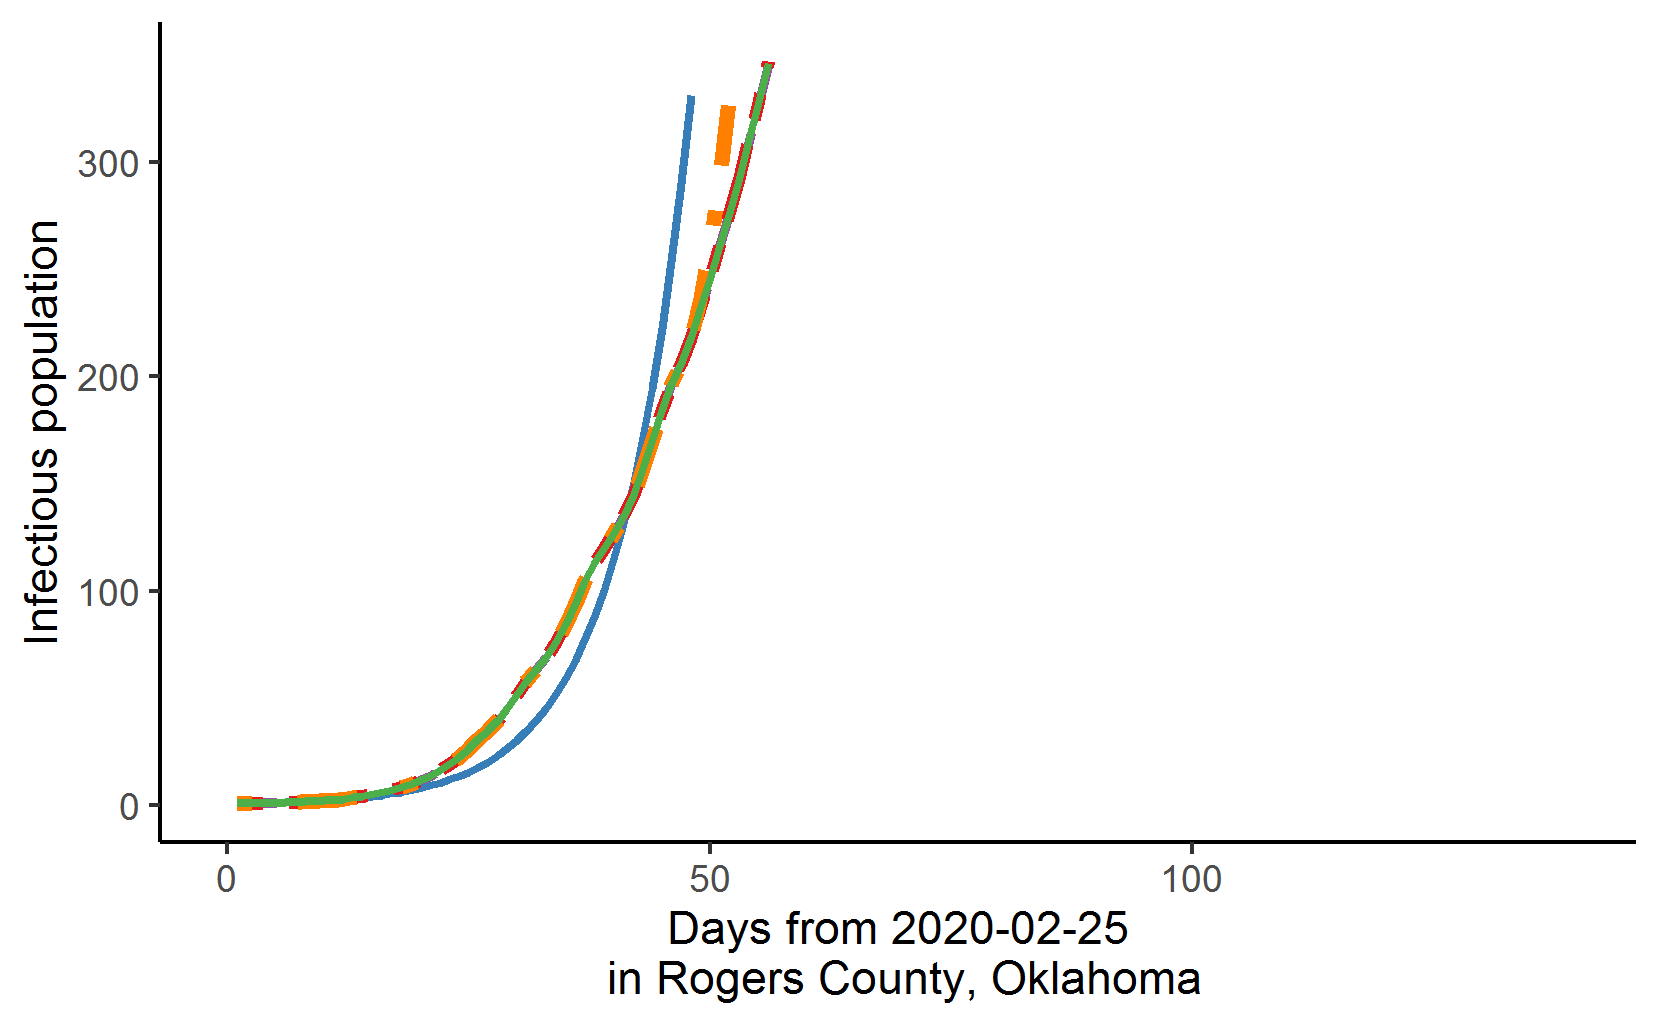 Infectious population
300
200
100
0
0 50 100
Days from 2020-02-25
in Rogers County, Oklahoma